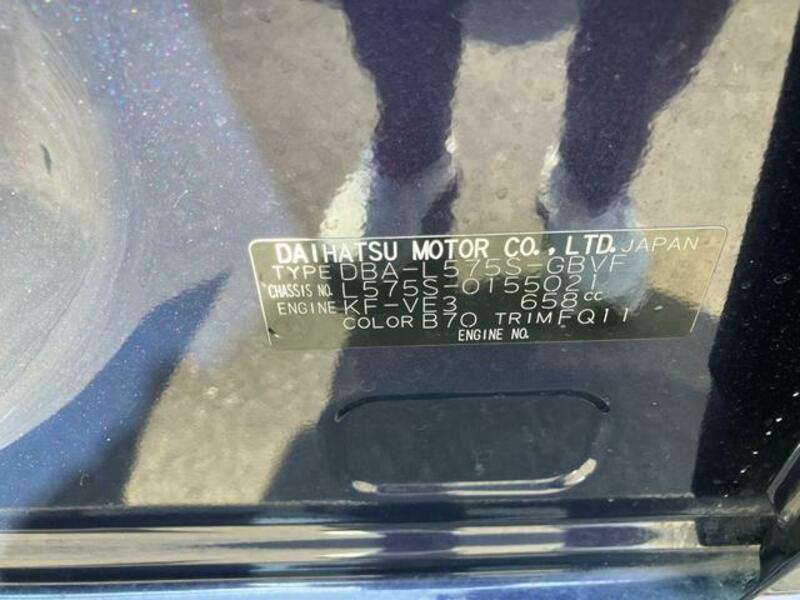 DAIHATSU MOTOR CO., LTD. JAPAN
TYPE DBA-L575S-GBVF
CHASSIS NO. L575S-0155021
ENGINE KF-VE3 658cc
COLOR B70 TRIM FQ11
ENGINE NO.